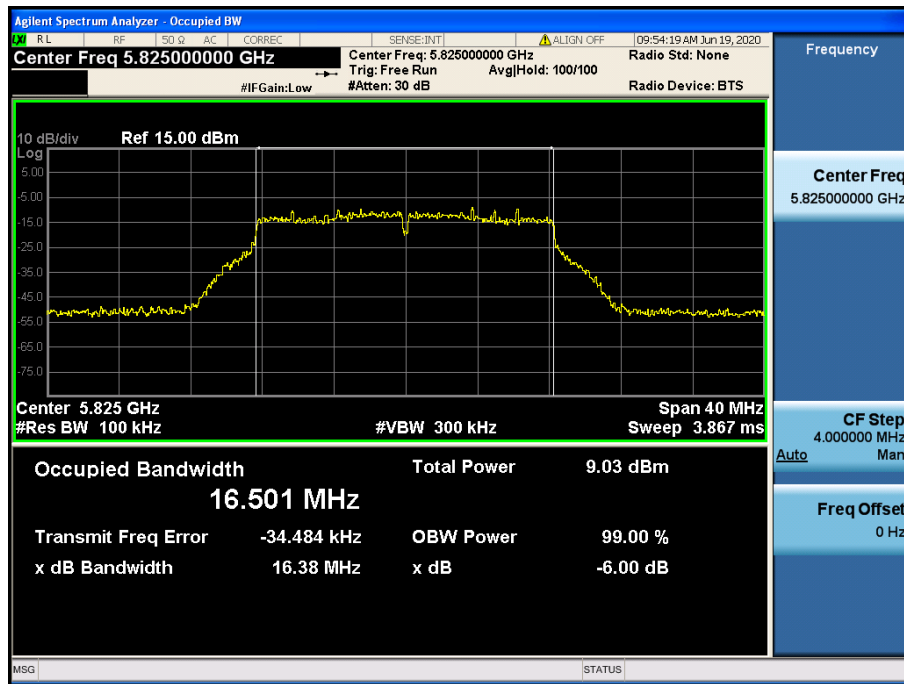 Agilent Spectrum Analyzer - Occupied BW
LXI RL RF 50 Ω AC CORREC SENSE:INT ALIGN OFF 09:54:19 AM Jun 19, 2020
Center Freq 5.825000000 GHz
Center Freq: 5.825000000 GHz Radio Std: None
Trig: Free Run Avg|Hold: 100/100
#IFGain:Low #Atten: 30 dB Radio Device: BTS
10 dB/div Ref 15.00 dBm
Log
5.00
-5.00
-15.0
-25.0
-35.0
-45.0
-55.0
-65.0
-75.0
Center 5.825 GHz Span 40 MHz
#Res BW 100 kHz #VBW 300 kHz Sweep 3.867 ms
Occupied Bandwidth Total Power 9.03 dBm
16.501 MHz
Transmit Freq Error -34.484 kHz OBW Power 99.00 %
x dB Bandwidth 16.38 MHz x dB -6.00 dB
MSG STATUS
Frequency
Center Freq
5.825000000 GHz
CF Step
4.000000 MHz
Auto Man
Freq Offset
0 Hz